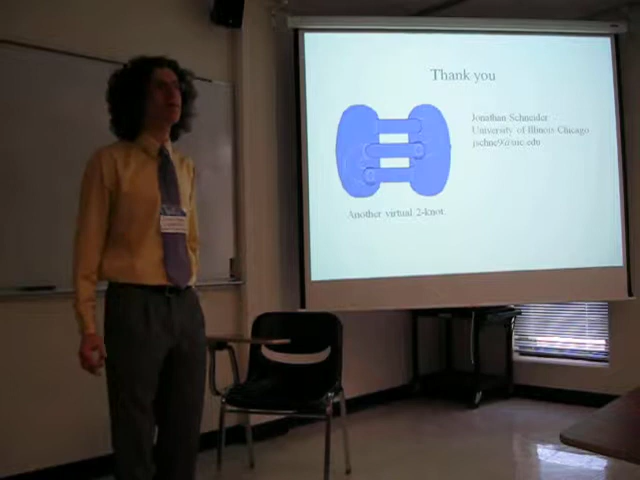 Thank you
Jonathan Schneider
University of Illinois Chicago
jschne9@uic.edu
Another virtual 2-knot.